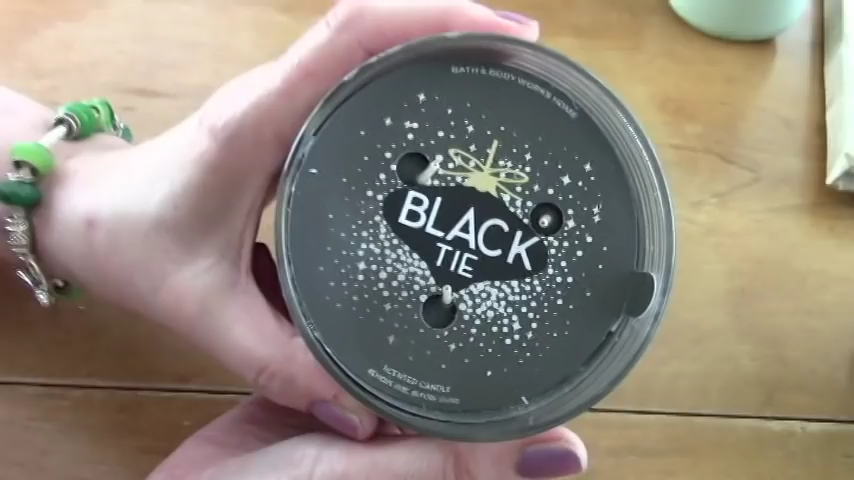 BATH & BODY WORKS HOME
BLACK
TIE
SCENTED CANDLE